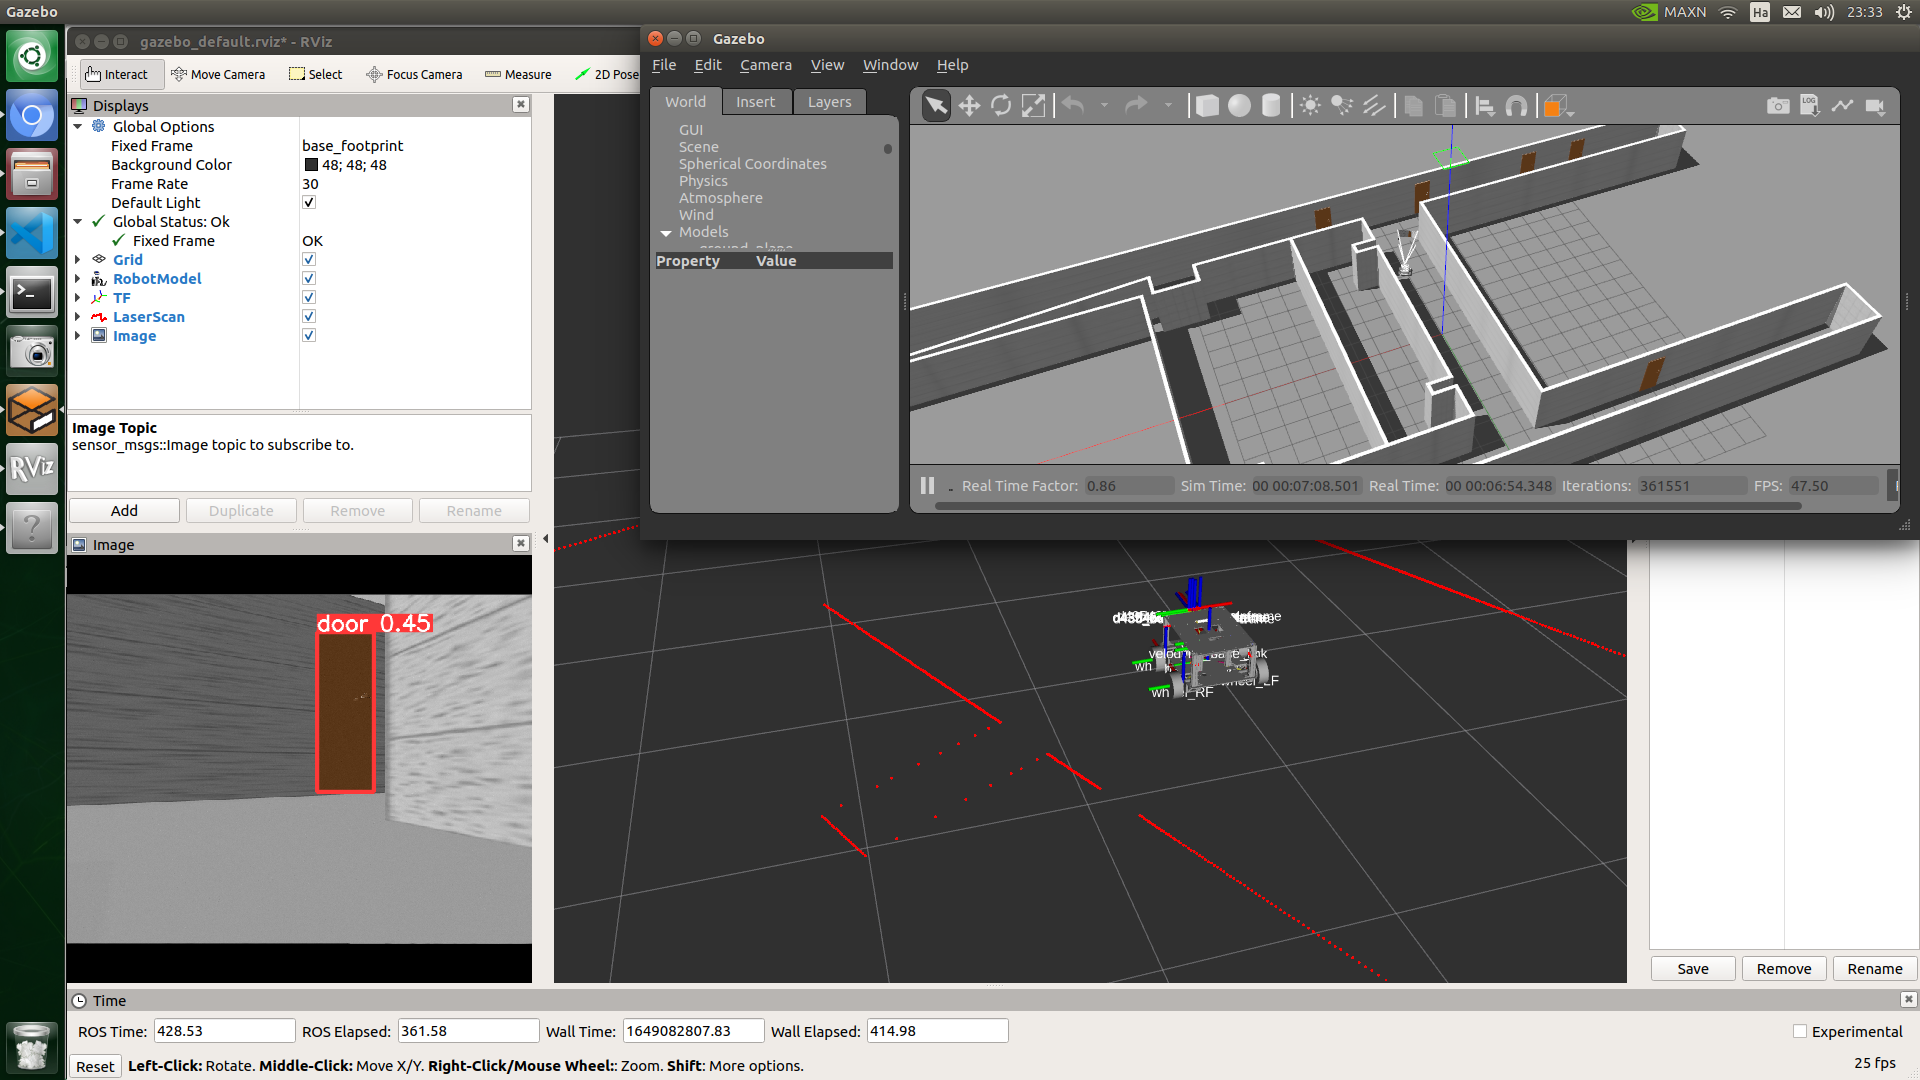 Gazebo
MAXN
Ha
23:33
gazebo_default.rviz* - RViz
Interact
Move Camera
Select
Focus Camera
Measure
2D Pose
Displays
Global Options
Fixed Frame base_footprint
Background Color 48; 48; 48
Frame Rate 30
Default Light
Global Status: Ok
Fixed Frame OK
Grid
RobotModel
TF
LaserScan
Image
Image Topic
sensor_msgs::Image topic to subscribe to.
Add Duplicate Remove Rename
Image
door 0.45
Gazebo
File Edit Camera View Window Help
World Insert Layers
GUI
Scene
Spherical Coordinates
Physics
Atmosphere
Wind
Models
ground_plane
Property Value
LOG
Real Time Factor: 0.86 Sim Time: 00 00:07:08.501 Real Time: 00 00:06:54.348 Iterations: 361551 FPS: 47.50
RViz
Save Remove Rename
Time
ROS Time: 428.53 ROS Elapsed: 361.58 Wall Time: 1649082807.83 Wall Elapsed: 414.98 Experimental
Reset Left-Click: Rotate. Middle-Click: Move X/Y. Right-Click/Mouse Wheel:: Zoom. Shift: More options. 25 fps